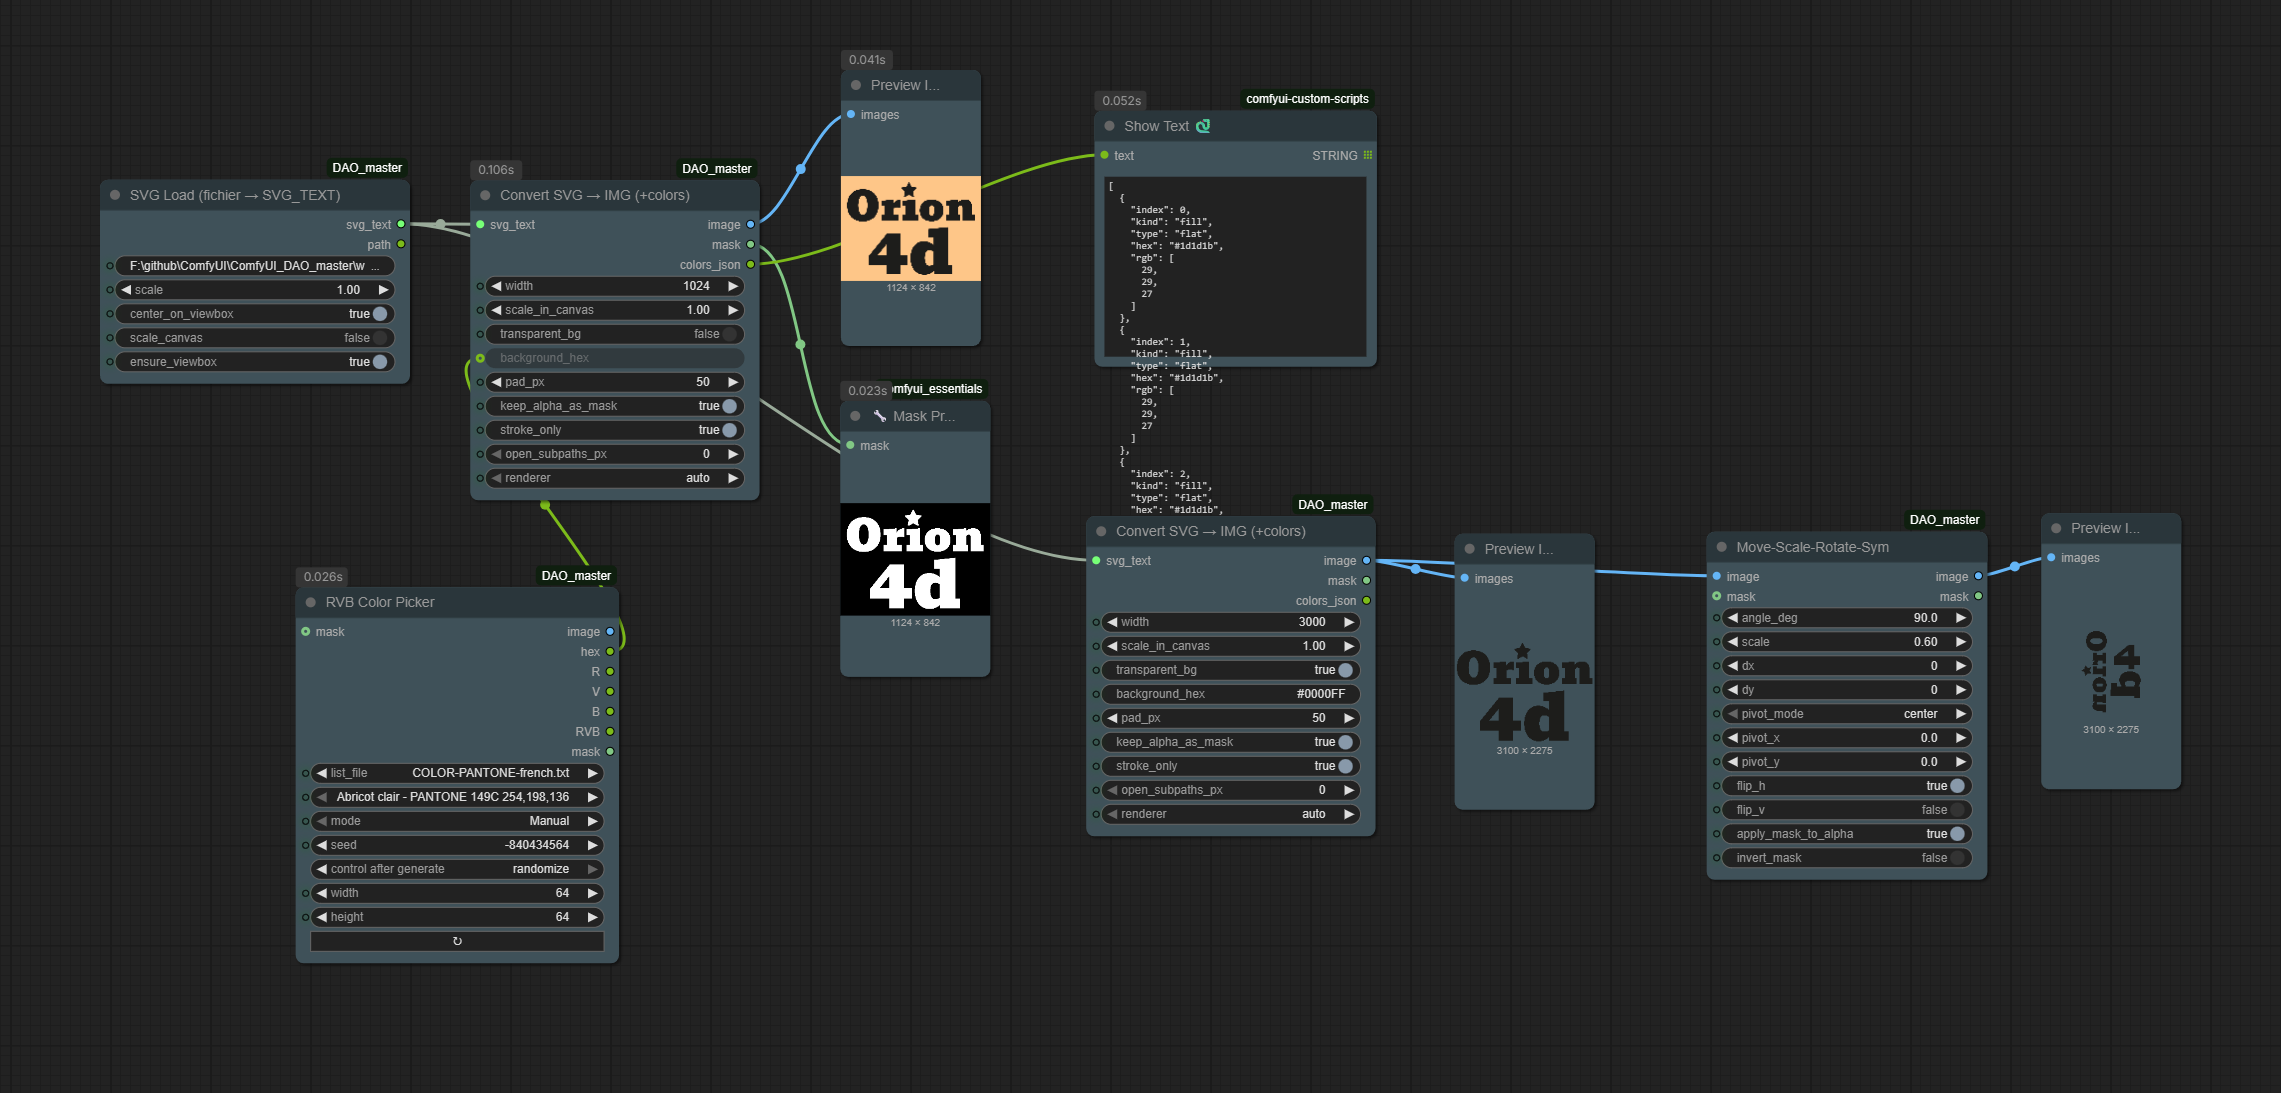 DAO_master
SVG Load (fichier → SVG_TEXT)
svg_text
path
F:\github\ComfyUI\ComfyUI_DAO_master\w ...
scale 1.00
center_on_viewbox true
scale_canvas false
ensure_viewbox true
0.106s
DAO_master
Convert SVG → IMG (+colors)
svg_text image
mask
colors_json
width 1024
scale_in_canvas 1.00
transparent_bg false
background_hex
pad_px 50
keep_alpha_as_mask true
stroke_only true
open_subpaths_px 0
renderer auto
0.026s
DAO_master
RVB Color Picker
mask image
hex
R
V
B
RVB
mask
list_file COLOR-PANTONE-french.txt
Abricot clair - PANTONE 149C 254,198,136
mode Manual
seed -840434564
control after generate randomize
width 64
height 64
↻
0.041s
Preview I...
images
Orion
4d
1124 × 842
0.023s
omfyui_essentials
Mask Pr...
mask
Orion
4d
1124 × 842
0.052s
comfyui-custom-scripts
Show Text
text STRING
[
{
"index": 0,
"kind": "fill",
"type": "flat",
"hex": "#1d1d1b",
"rgb": [
29,
29,
27
]
},
{
"index": 1,
"kind": "fill",
"type": "flat",
"hex": "#1d1d1b",
"rgb": [
29,
29,
27
]
},
{
"index": 2,
"kind": "fill",
"type": "flat",
"hex": "#1d1d1b",
DAO_master
Convert SVG → IMG (+colors)
svg_text image
mask
colors_json
width 3000
scale_in_canvas 1.00
transparent_bg true
background_hex #0000FF
pad_px 50
keep_alpha_as_mask true
stroke_only true
open_subpaths_px 0
renderer auto
Preview I...
images
Orion
4d
3100 × 2275
DAO_master
Move-Scale-Rotate-Sym
image image
mask mask
angle_deg 90.0
scale 0.60
dx 0
dy 0
pivot_mode center
pivot_x 0.0
pivot_y 0.0
flip_h true
flip_v false
apply_mask_to_alpha true
invert_mask false
Preview I...
images
Orion
4d
3100 × 2275